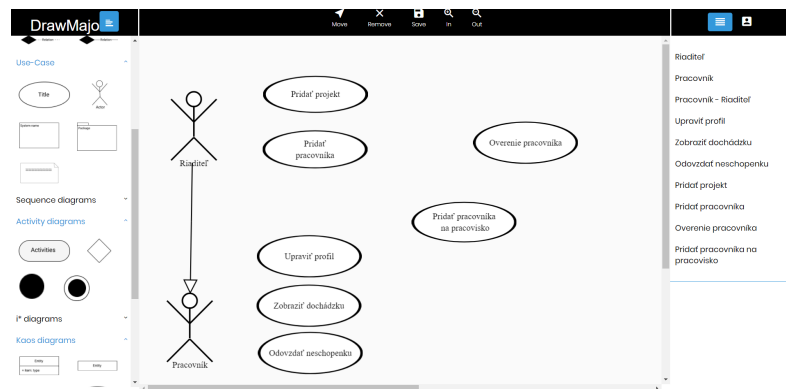 DrawMajo
Move
Remove
Save
In
Out
Use-Case
Title
Actor
System name
Package
Sequence diagrams
Activity diagrams
Activities
i* diagrams
Kaos diagrams
Entity
Entity
Riaditeľ
Pridať projekt
Pridať
pracovníka
Overenie pracovníka
Pridať pracovníka
na pracovisko
Upraviť profil
Zobraziť dochádzku
Odovzdať neschopenku
Pracovník
Riaditeľ
Pracovník
Pracovník - Riaditeľ
Upraviť profil
Zobraziť dochádzku
Odovzdať neschopenku
Pridať projekt
Pridať pracovníka
Overenie pracovníka
Pridať pracovníka na
pracovisko